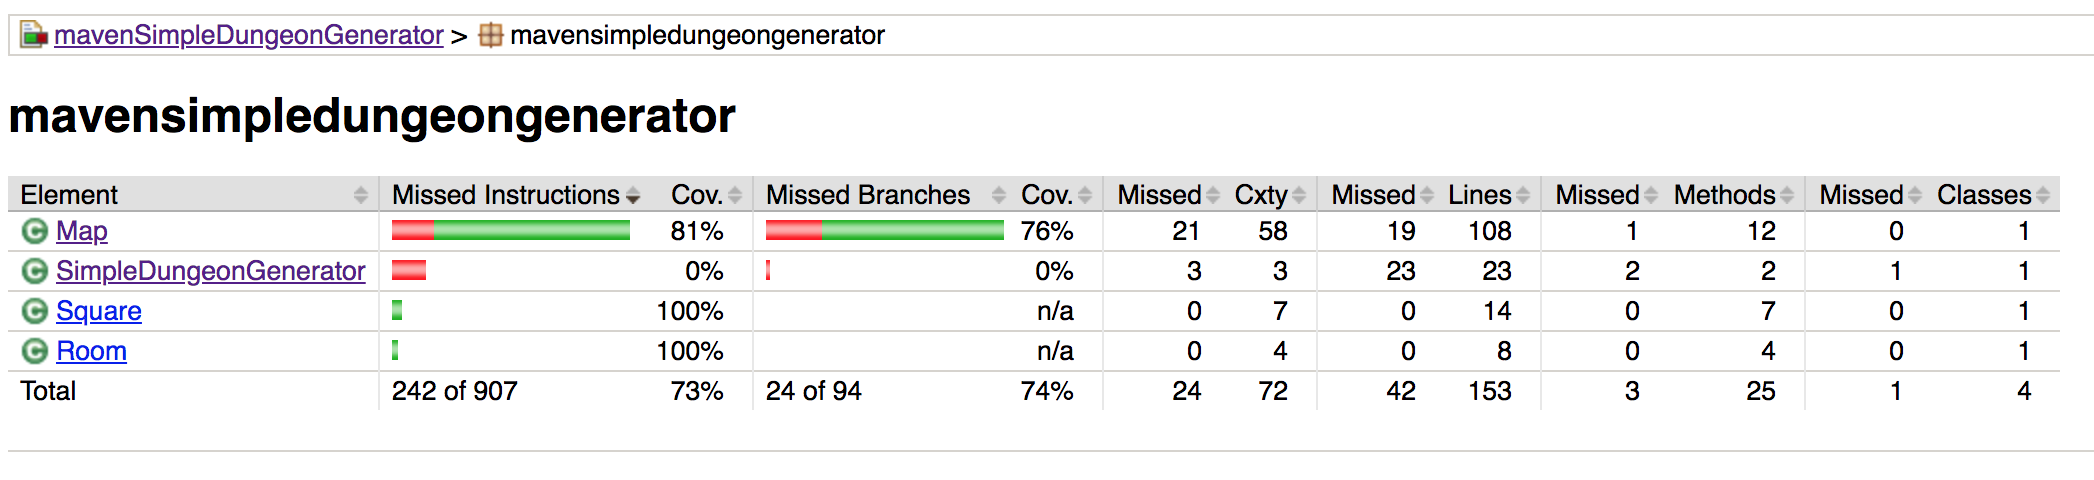 mavenSimpleDungeonGenerator > mavensimpledungeongenerator
mavensimpledungeongenerator
Element Missed Instructions Cov. Missed Branches Cov. Missed Cxty Missed Lines Missed Methods Missed Classes
Map 81% 76% 21 58 19 108 1 12 0 1
SimpleDungeonGenerator 0% 0% 3 3 23 23 2 2 1 1
Square 100% n/a 0 7 0 14 0 7 0 1
Room 100% n/a 0 4 0 8 0 4 0 1
Total 242 of 907 73% 24 of 94 74% 24 72 42 153 3 25 1 4